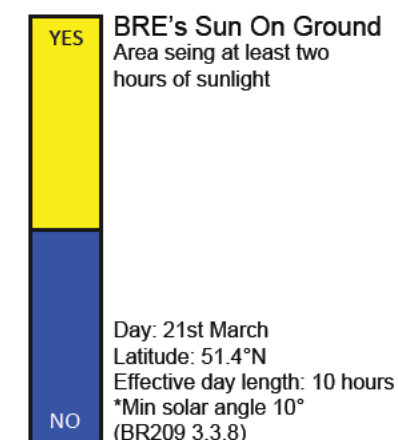 YES
BRE's Sun On Ground
Area seing at least two
hours of sunlight
Day: 21st March
Latitude: 51.4°N
Effective day length: 10 hours
*Min solar angle 10°
NO
(BR209 3.3.8)